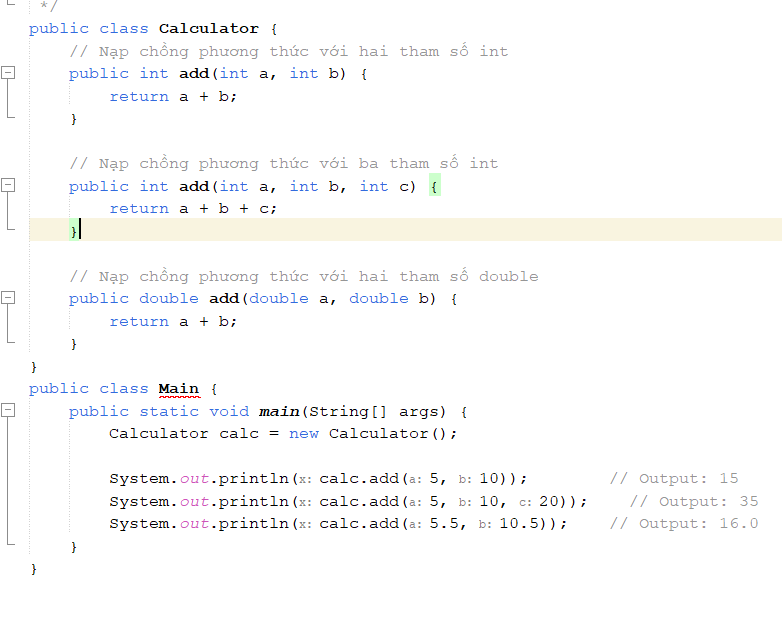 */
public class Calculator {
// Nạp chồng phương thức với hai tham số int
public int add(int a, int b) {
return a + b;
}
// Nạp chồng phương thức với ba tham số int
public int add(int a, int b, int c) {
return a + b + c;
}
// Nạp chồng phương thức với hai tham số double
public double add(double a, double b) {
return a + b;
}
}
public class Main {
public static void main(String[] args) {
Calculator calc = new Calculator();
System.out.println(x: calc.add(a: 5, b: 10)); // Output: 15
System.out.println(x: calc.add(a: 5, b: 10, c: 20)); // Output: 35
System.out.println(x: calc.add(a: 5.5, b: 10.5)); // Output: 16.0
}
}